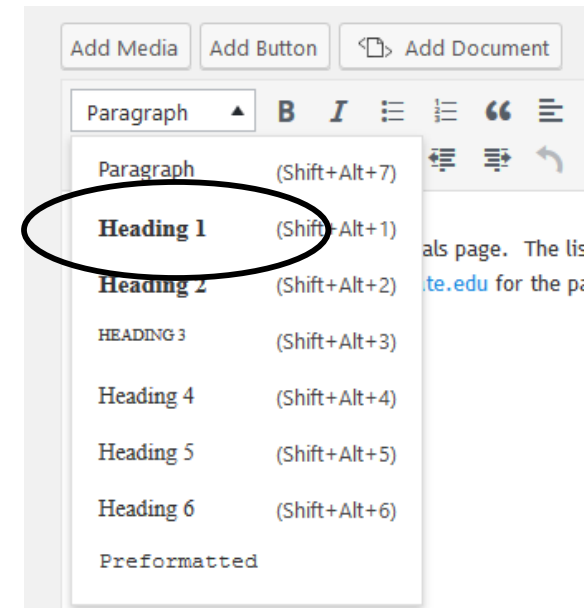 Add Media Add Button Add Document
Paragraph B I
Paragraph (Shift+Alt+7)
Heading 1 (Shift+Alt+1)
als page. The lis
Heading 2 (Shift+Alt+2) te.edu for the pa
HEADING 3 (Shift+Alt+3)
Heading 4 (Shift+Alt+4)
Heading 5 (Shift+Alt+5)
Heading 6 (Shift+Alt+6)
Preformatted